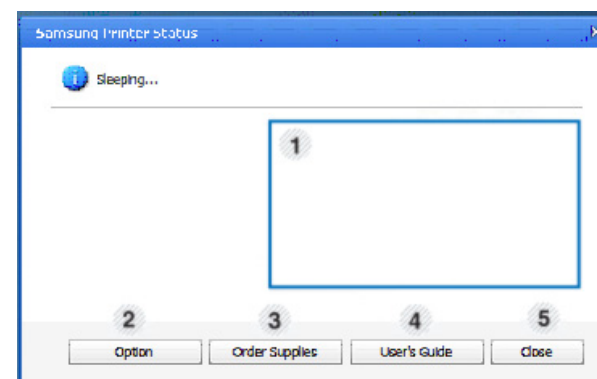 Samsung Printer Status
Sleeping...
1
2 3 4 5
Option Order Supplies User's Guide Close